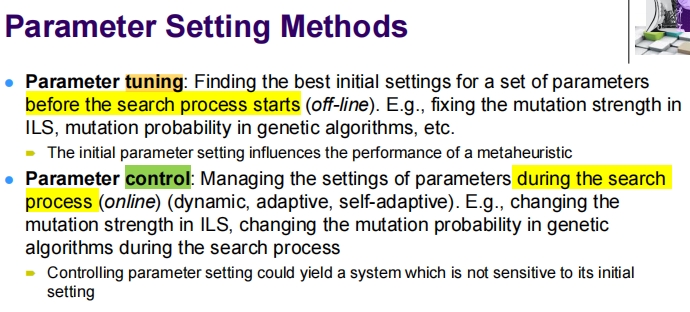 Parameter Setting Methods
Parameter tuning: Finding the best initial settings for a set of parameters
before the search process starts (off-line). E.g., fixing the mutation strength in
ILS, mutation probability in genetic algorithms, etc.
The initial parameter setting influences the performance of a metaheuristic
Parameter control: Managing the settings of parameters during the search
process (online) (dynamic, adaptive, self-adaptive). E.g., changing the
mutation strength in ILS, changing the mutation probability in genetic
algorithms during the search process
Controlling parameter setting could yield a system which is not sensitive to its initial
setting